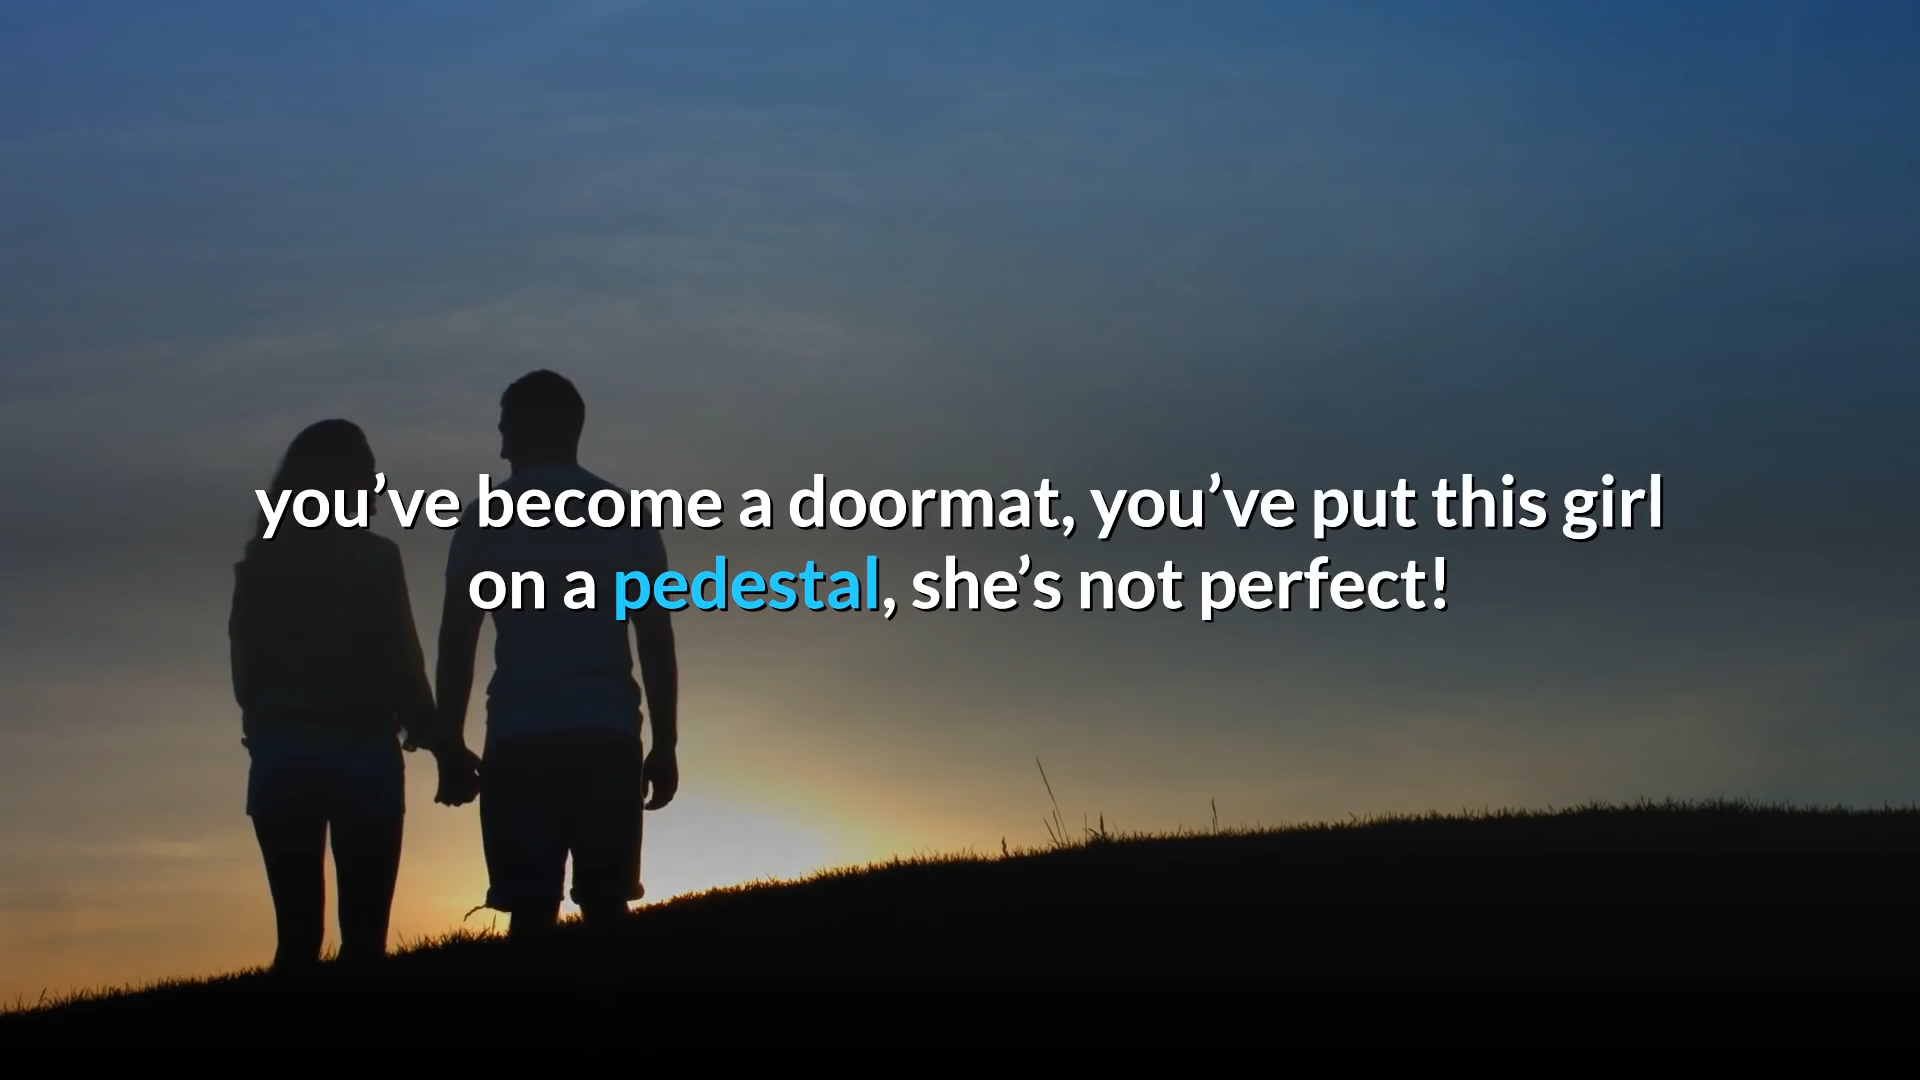 you’ve become a doormat, you’ve put this girl
on a pedestal, she’s not perfect!